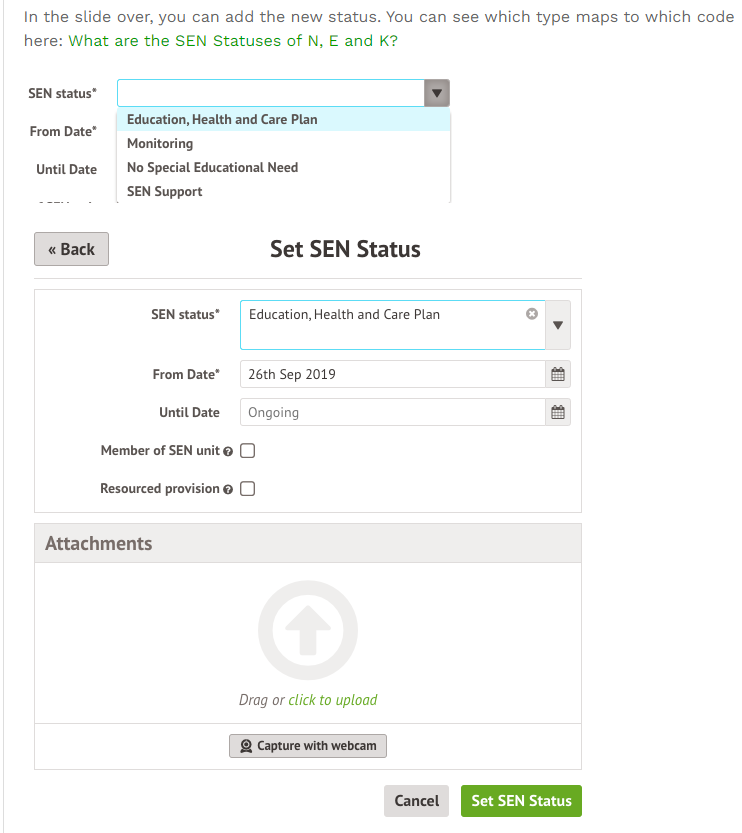 In the slide over, you can add the new status. You can see which type maps to which code
here: What are the SEN Statuses of N, E and K?
SEN status*
Education, Health and Care Plan
From Date*
Monitoring
Until Date
No Special Educational Need
SEN Support
« Back
Set SEN Status
SEN status*
Education, Health and Care Plan
From Date*
26th Sep 2019
Until Date
Ongoing
Member of SEN unit
Resourced provision
Attachments
Drag or click to upload
Capture with webcam
Cancel
Set SEN Status